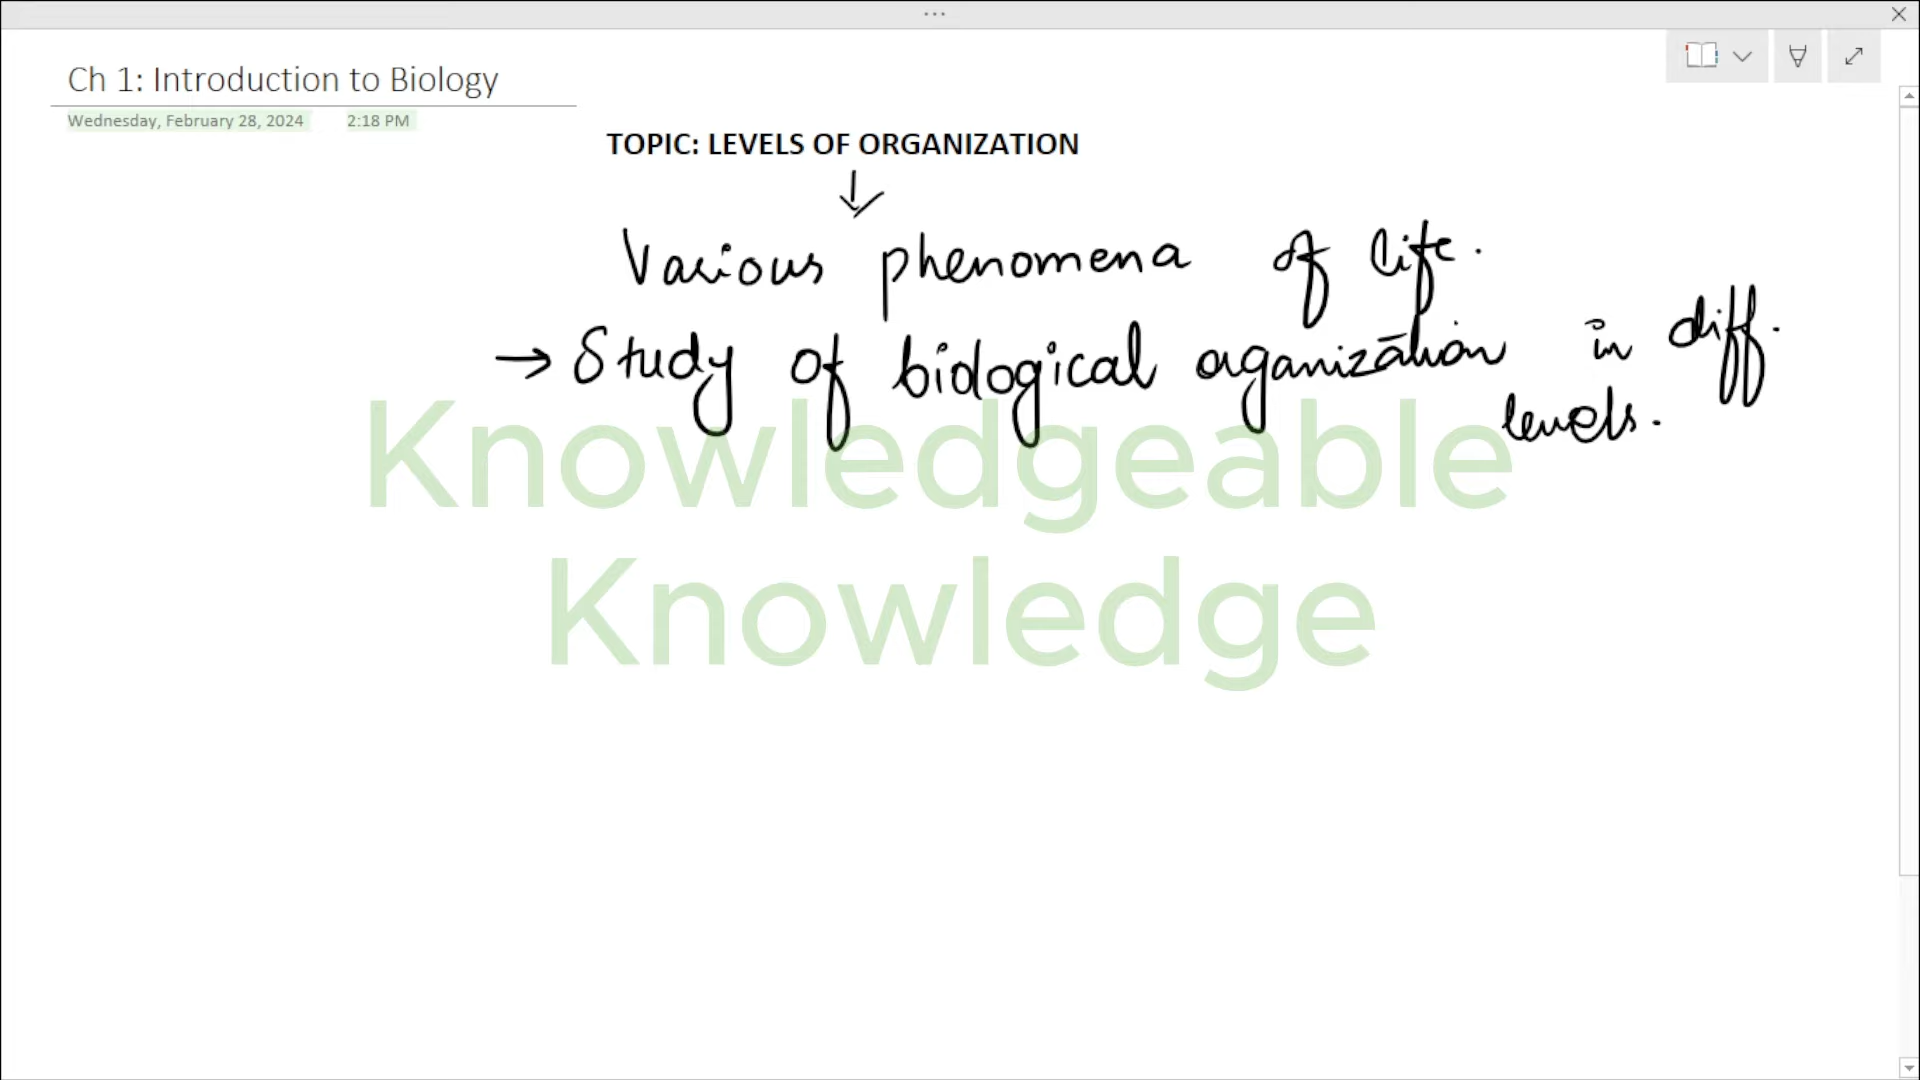 Ch 1: Introduction to Biology
Wednesday, February 28, 2024 2:18 PM
TOPIC: LEVELS OF ORGANIZATION
Various phenomena of life.
→ Study of biological organization in diff.
levels.
Knowledgeable
Knowledge